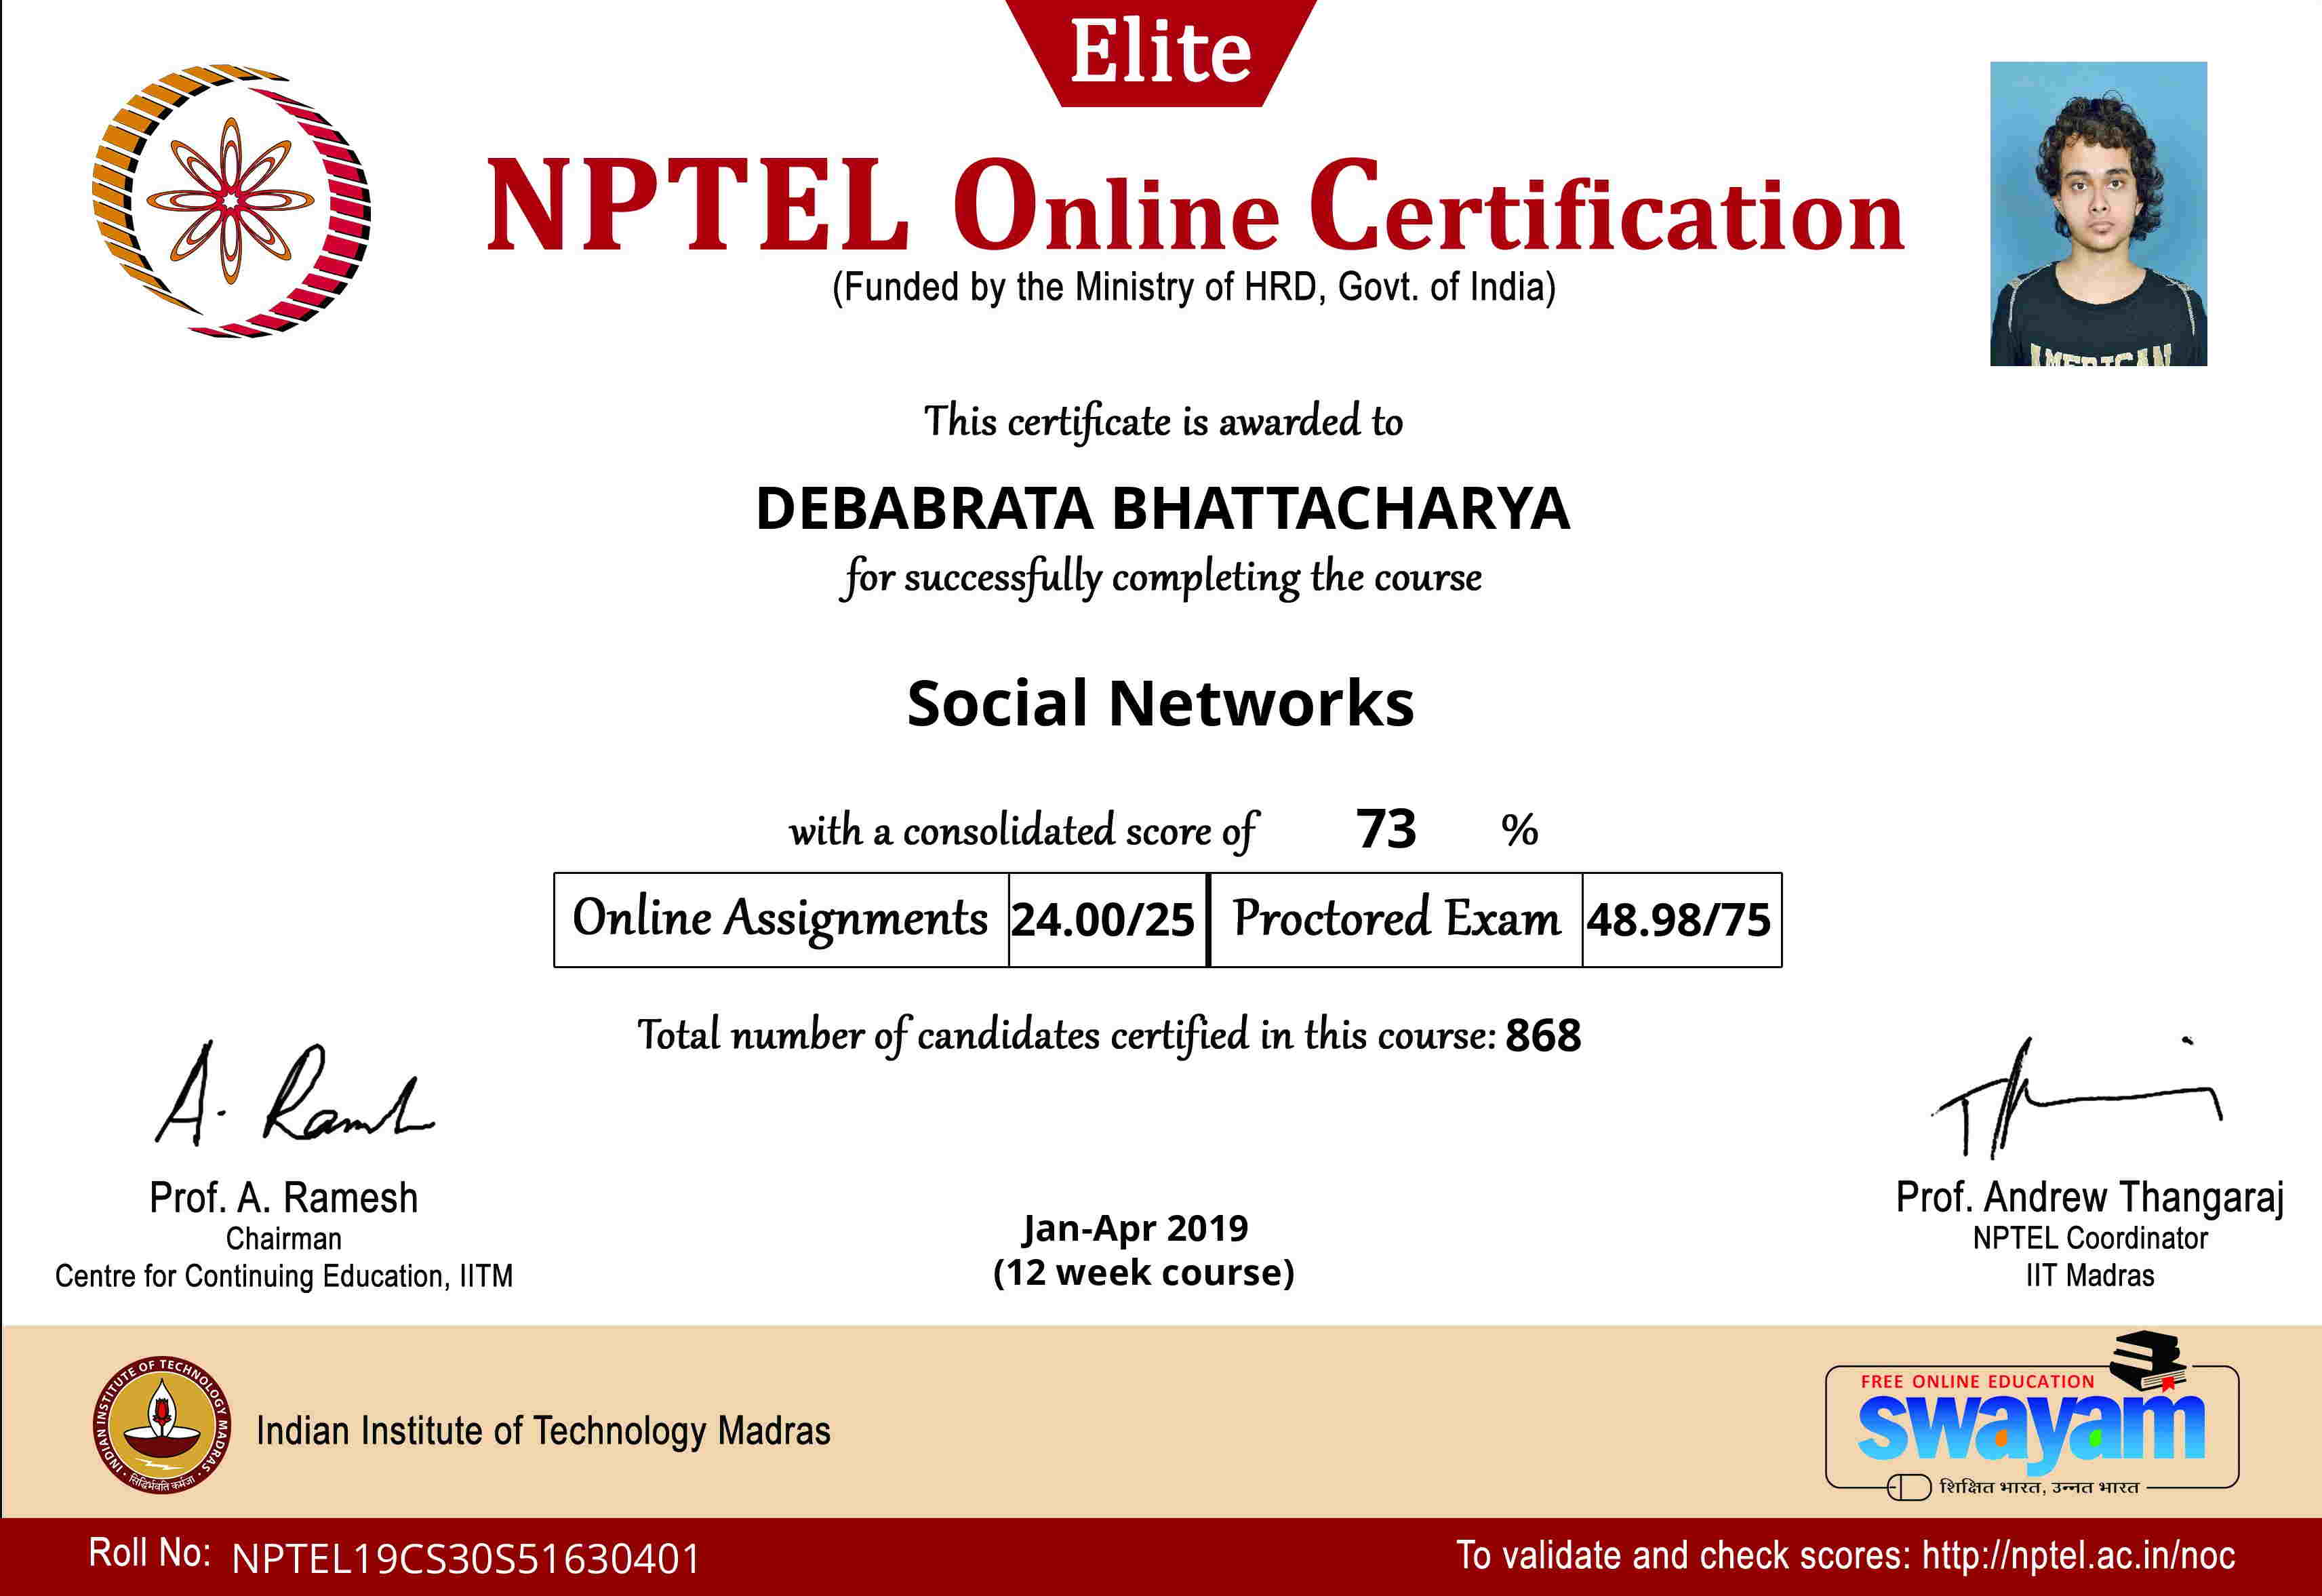 Elite
NPTEL Online Certification
(Funded by the Ministry of HRD, Govt. of India)
This certificate is awarded to
DEBABRATA BHATTACHARYA
for successfully completing the course
Social Networks
with a consolidated score of 73 %
Online Assignments 24.00/25 Proctored Exam 48.98/75
Total number of candidates certified in this course: 868
Prof. A. Ramesh
Chairman
Centre for Continuing Education, IITM
Jan-Apr 2019
(12 week course)
Prof. Andrew Thangaraj
NPTEL Coordinator
IIT Madras
INDIAN INSTITUTE OF TECHNOLOGY MADRAS
सिद्धिर्भवति कर्मजा
Indian Institute of Technology Madras
FREE ONLINE EDUCATION
swayam
शिक्षित भारत, उन्नत भारत
Roll No: NPTEL19CS30S51630401
To validate and check scores: http://nptel.ac.in/noc